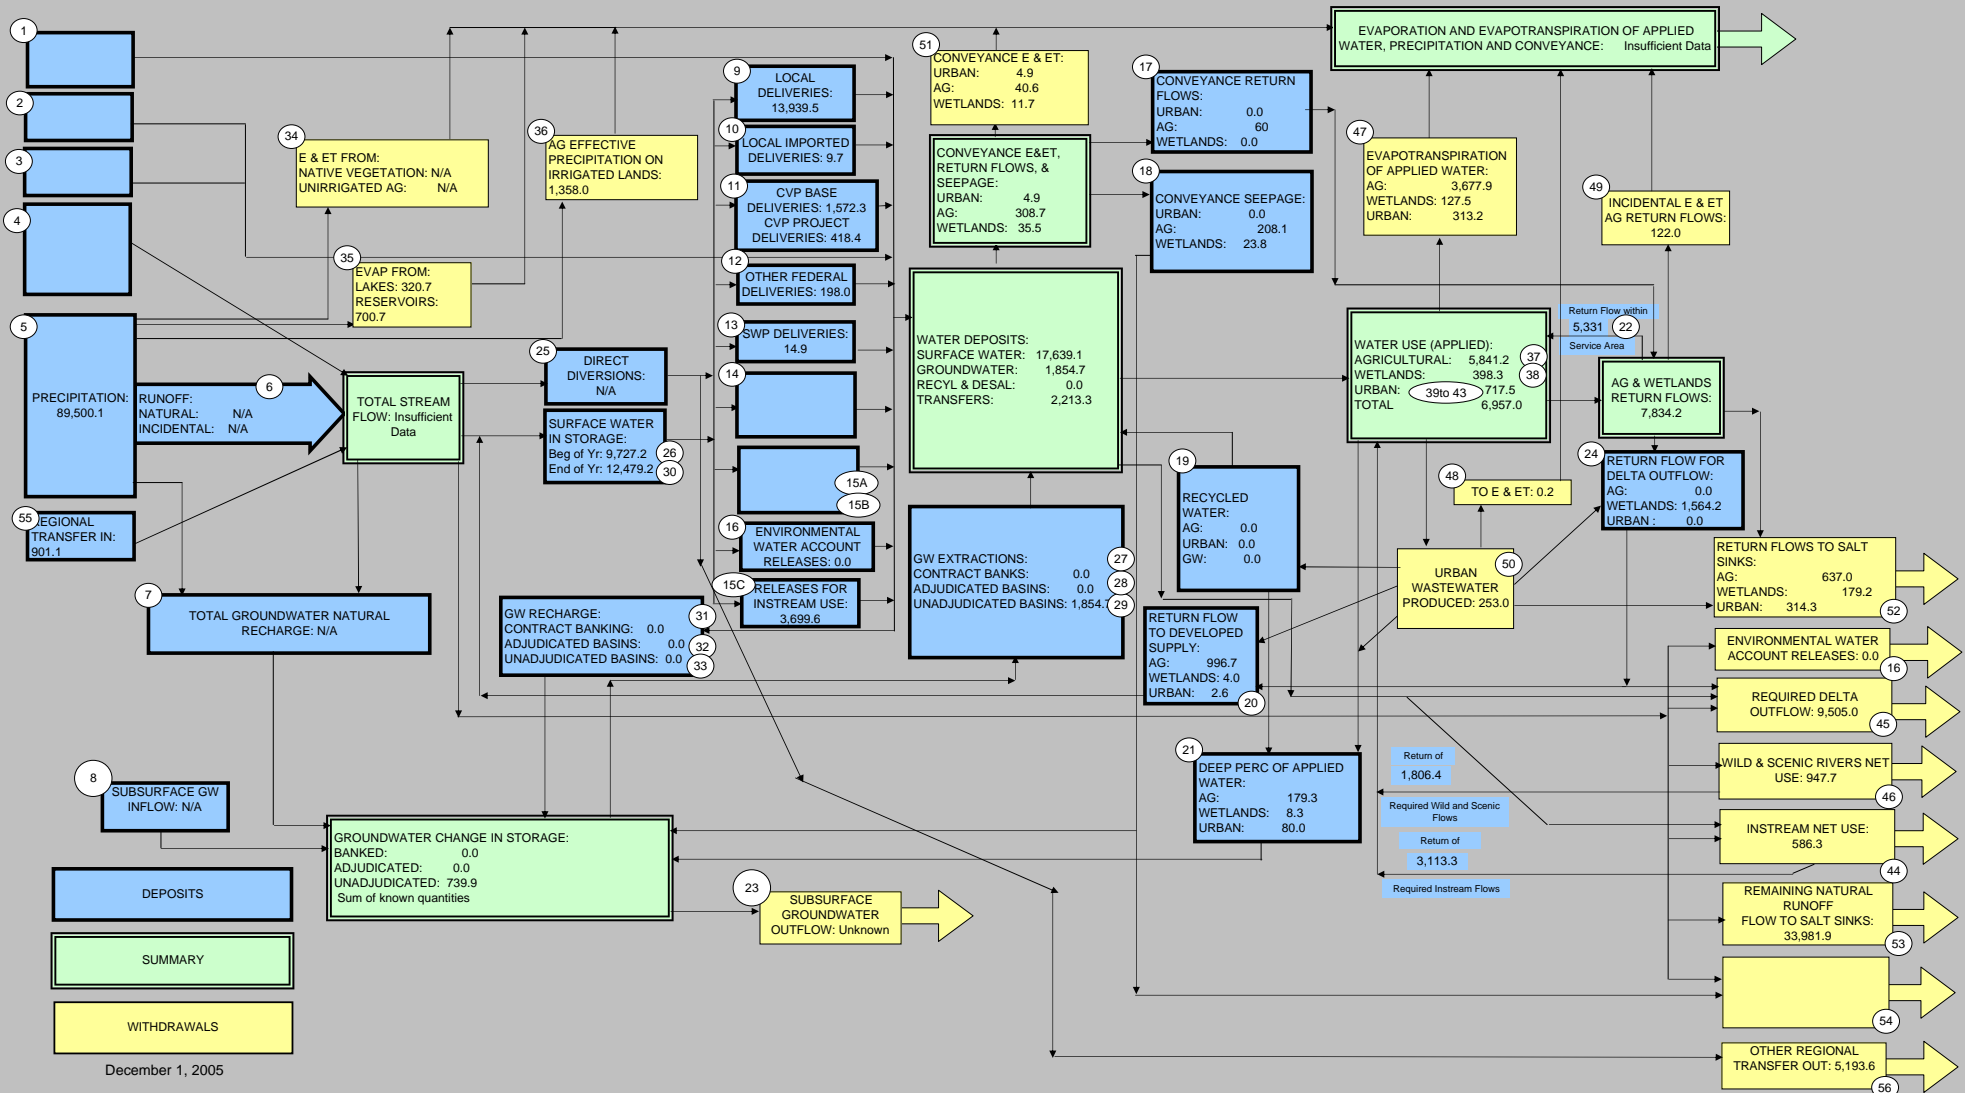 1
2
3
4
5
PRECIPITATION:
89,500.1
6
RUNOFF:
NATURAL: N/A
INCIDENTAL: N/A
55
REGIONAL
TRANSFER IN:
901.1
7
TOTAL GROUNDWATER NATURAL
RECHARGE: N/A
8
SUBSURFACE GW
INFLOW: N/A
DEPOSITS
SUMMARY
WITHDRAWALS
December 1, 2005
34
E & ET FROM:
NATIVE VEGETATION: N/A
UNIRRIGATED AG: N/A
35
EVAP FROM:
LAKES: 320.7
RESERVOIRS:
700.7
36
AG EFFECTIVE
PRECIPITATION ON
IRRIGATED LANDS:
1,358.0
TOTAL STREAM
FLOW: Insufficient
Data
25
DIRECT
DIVERSIONS:
N/A
SURFACE WATER
IN STORAGE:
Beg of Yr: 9,727.2 26
End of Yr: 12,479.2 30
GW RECHARGE: 31
CONTRACT BANKING: 0.0
ADJUDICATED BASINS: 0.0 32
UNADJUDICATED BASINS: 0.0 33
GROUNDWATER CHANGE IN STORAGE:
BANKED: 0.0
ADJUDICATED: 0.0
UNADJUDICATED: 739.9
Sum of known quantities
23
SUBSURFACE
GROUNDWATER
OUTFLOW: Unknown
9
LOCAL
DELIVERIES:
13,939.5
10
LOCAL IMPORTED
DELIVERIES: 9.7
11
CVP BASE
DELIVERIES: 1,572.3
CVP PROJECT
DELIVERIES: 418.4
12
OTHER FEDERAL
DELIVERIES: 198.0
13
SWP DELIVERIES:
14.9
14
15A
15B
16
ENVIRONMENTAL
WATER ACCOUNT
RELEASES: 0.0
15C
RELEASES FOR
INSTREAM USE:
3,699.6
51
CONVEYANCE E & ET:
URBAN: 4.9
AG: 40.6
WETLANDS: 11.7
CONVEYANCE E&ET,
RETURN FLOWS, &
SEEPAGE:
URBAN: 4.9
AG: 308.7
WETLANDS: 35.5
WATER DEPOSITS:
SURFACE WATER: 17,639.1
GROUNDWATER: 1,854.7
RECYL & DESAL: 0.0
TRANSFERS: 2,213.3
GW EXTRACTIONS: 27
CONTRACT BANKS: 0.0
ADJUDICATED BASINS: 0.0 28
UNADJUDICATED BASINS: 1,854.7 29
17
CONVEYANCE RETURN
FLOWS:
URBAN: 0.0
AG: 60
WETLANDS: 0.0
18
CONVEYANCE SEEPAGE:
URBAN: 0.0
AG: 208.1
WETLANDS: 23.8
19
RECYCLED
WATER:
AG: 0.0
URBAN: 0.0
GW: 0.0
RETURN FLOW
TO DEVELOPED
SUPPLY:
AG: 996.7
WETLANDS: 4.0
URBAN: 2.6
20
21
DEEP PERC OF APPLIED
WATER:
AG: 179.3
WETLANDS: 8.3
URBAN: 80.0
EVAPORATION AND EVAPOTRANSPIRATION OF APPLIED
WATER, PRECIPITATION AND CONVEYANCE: Insufficient Data
47
EVAPOTRANSPIRATION
OF APPLIED WATER:
AG: 3,677.9
WETLANDS: 127.5
URBAN: 313.2
49
INCIDENTAL E & ET
AG RETURN FLOWS:
122.0
WATER USE (APPLIED):
AGRICULTURAL: 5,841.2 37
WETLANDS: 398.3 38
URBAN: 39to 43 717.5
TOTAL 6,957.0
Return Flow within
5,331 22
Service Area
AG & WETLANDS
RETURN FLOWS:
7,834.2
24
RETURN FLOW FOR
DELTA OUTFLOW:
AG: 0.0
WETLANDS: 1,564.2
URBAN : 0.0
48
TO E & ET: 0.2
50
URBAN
WASTEWATER
PRODUCED: 253.0
RETURN FLOWS TO SALT
SINKS:
AG: 637.0
WETLANDS: 179.2
URBAN: 314.3
52
ENVIRONMENTAL WATER
ACCOUNT RELEASES: 0.0
16
REQUIRED DELTA
OUTFLOW: 9,505.0
45
Return of
1,806.4
Required Wild and Scenic
Flows
WILD & SCENIC RIVERS NET
USE: 947.7
46
Return of
3,113.3
Required Instream Flows
INSTREAM NET USE:
586.3
44
REMAINING NATURAL
RUNOFF
FLOW TO SALT SINKS:
33,981.9
53
54
OTHER REGIONAL
TRANSFER OUT: 5,193.6
56